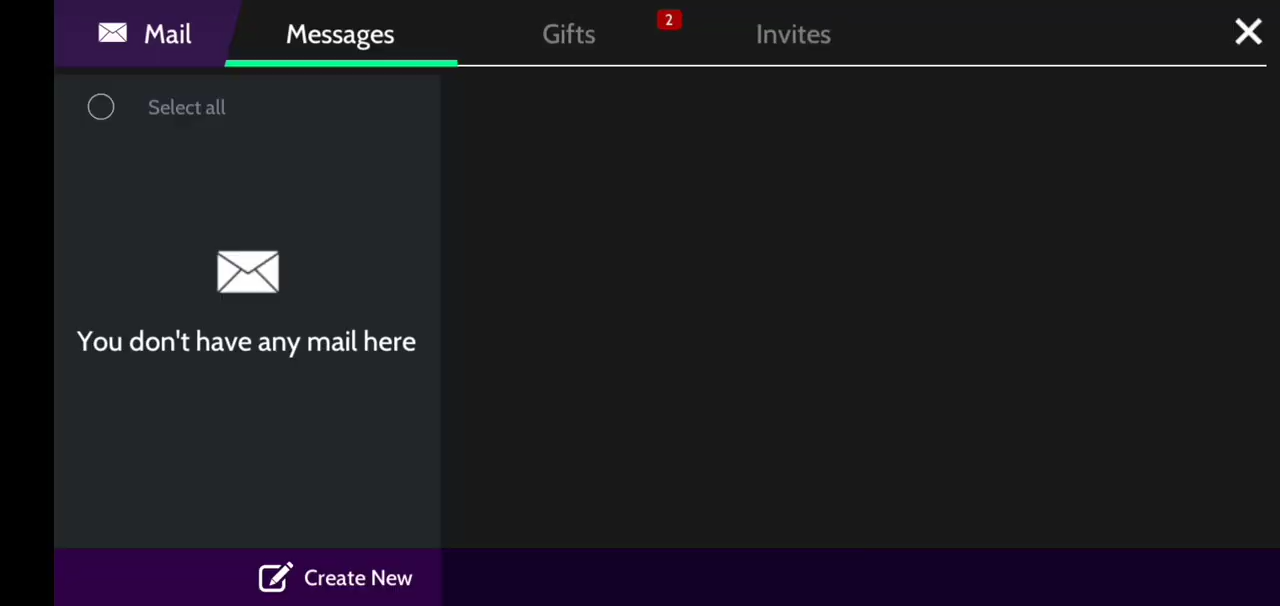 Mail
Messages
Gifts
2
Invites
Select all
You don't have any mail here
Create New